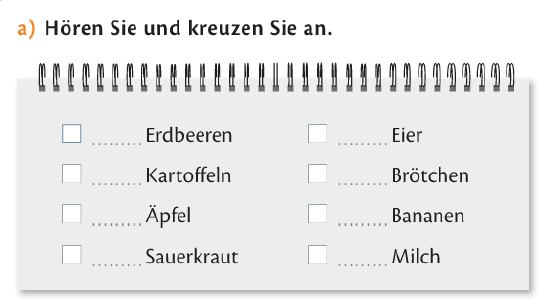 a) Hören Sie und kreuzen Sie an.
......... Erdbeeren
......... Kartoffeln
......... Äpfel
......... Sauerkraut
......... Eier
......... Brötchen
......... Bananen
......... Milch